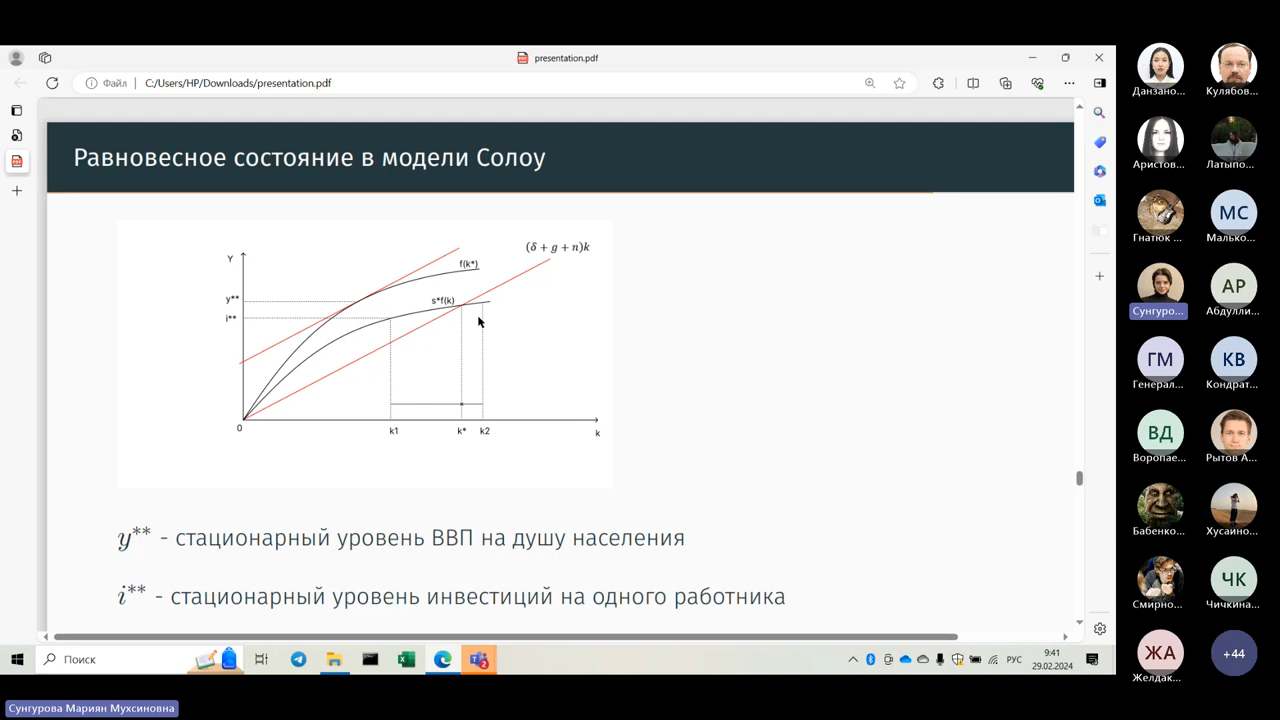 presentation.pdf
Файл
C:/Users/HP/Downloads/presentation.pdf
Равновесное состояние в модели Солоу
(δ + g + n)k
Y
f(k*)
y**
s*f(k)
i**
0
k1
k*
k2
k
y** - стационарный уровень ВВП на душу населения
i** - стационарный уровень инвестиций на одного работника
Данзано...
Кулябов...
Аристов...
Латыпо...
Гнатюк ...
МС
Малько...
Сунгуро...
АР
Абдулли...
ГМ
Генерал...
КВ
Кондрат...
ВД
Воропае...
Рытов А...
Бабенко...
Хусаино...
Смирно...
ЧК
Чичкина...
ЖА
Желдак...
+44
Поиск
РУС
9:41
29.02.2024
Сунгурова Мариян Мухсиновна